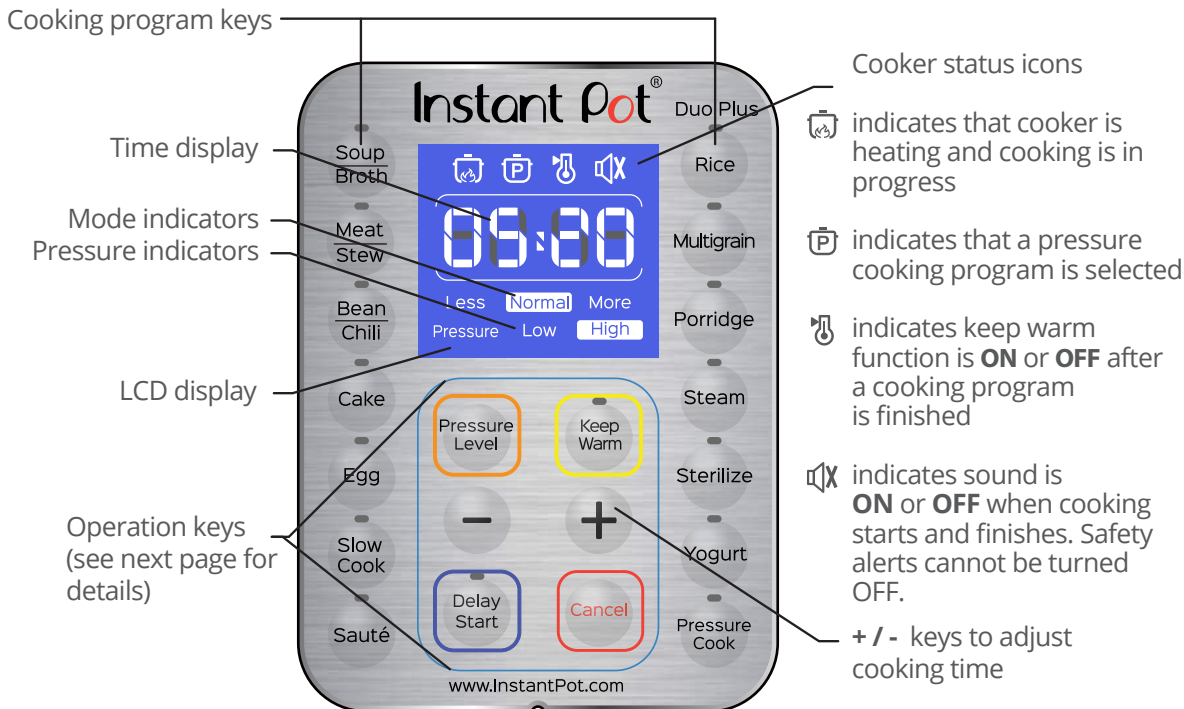 Cooking program keys
Time display
Mode indicators
Pressure indicators
LCD display
Operation keys
(see next page for
details)
Instant Pot®
Duo Plus
Soup
Broth
Meat
Stew
Bean
Chili
Cake
Egg
Slow
Cook
Sauté
P
88:88
Less Normal More
Pressure Low High
Pressure
Level
Keep
Warm
-
+
Delay
Start
Cancel
www.InstantPot.com
Rice
Multigrain
Porridge
Steam
Sterilize
Yogurt
Pressure
Cook
Cooker status icons
indicates that cooker is
heating and cooking is in
progress
P indicates that a pressure
cooking program is selected
indicates keep warm
function is ON or OFF after
a cooking program
is finished
indicates sound is
ON or OFF when cooking
starts and finishes. Safety
alerts cannot be turned
OFF.
+ / - keys to adjust
cooking time